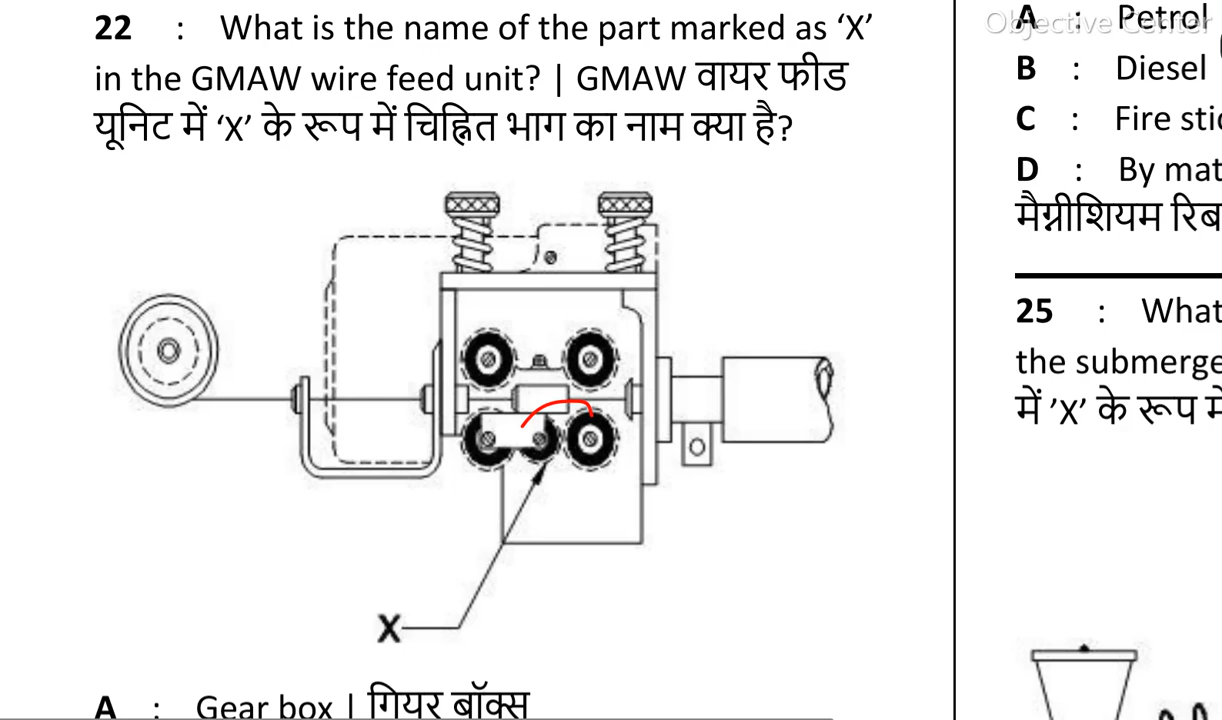 22 : What is the name of the part marked as ‘X’
in the GMAW wire feed unit? | GMAW वायर फीड
यूनिट में ‘X’ के रूप में चिह्नित भाग का नाम क्या है?
X
A : Gear box | गियर बॉक्स
Objective Center
A : Petrol
B : Diesel
C : Fire
D : By
मैग्नीशियम
25 : What
the
में ’X’ के रूप